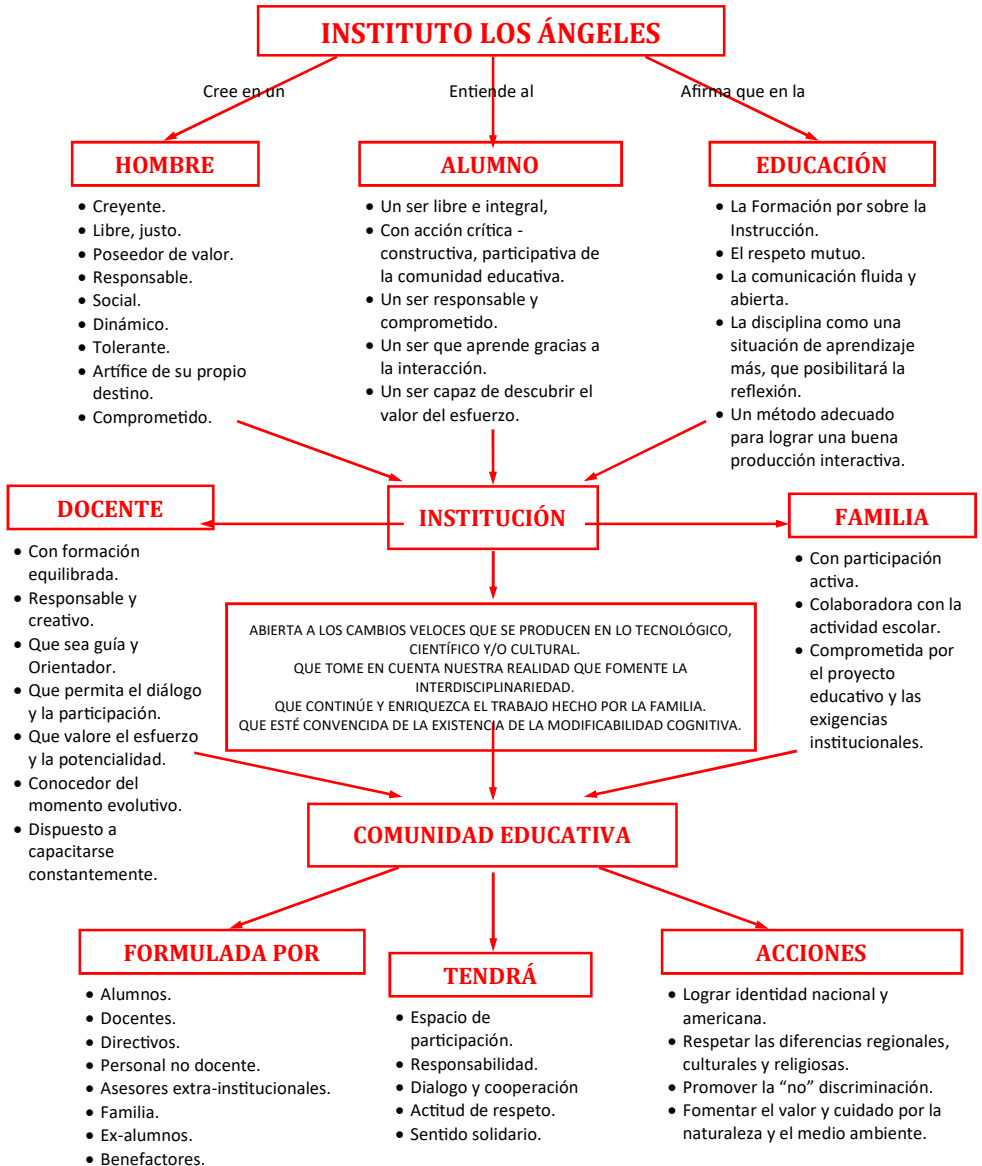 INSTITUTO LOS ÁNGELES
Cree en un
Entiende al
Afirma que en la
HOMBRE
• Creyente.
• Libre, justo.
• Poseedor de valor.
• Responsable.
• Social.
• Dinámico.
• Tolerante.
• Artífice de su propio
destino.
• Comprometido.
ALUMNO
• Un ser libre e integral,
• Con acción crítica -
constructiva, participativa de
la comunidad educativa.
• Un ser responsable y
comprometido.
• Un ser que aprende gracias a
la interacción.
• Un ser capaz de descubrir el
valor del esfuerzo.
EDUCACIÓN
• La Formación por sobre la
Instrucción.
• El respeto mutuo.
• La comunicación fluida y
abierta.
• La disciplina como una
situación de aprendizaje
más, que posibilitará la
reflexión.
• Un método adecuado
para lograr una buena
producción interactiva.
DOCENTE
• Con formación
equilibrada.
• Responsable y
creativo.
• Que sea guía y
Orientador.
• Que permita el diálogo
y la participación.
• Que valore el esfuerzo
y la potencialidad.
• Conocedor del
momento evolutivo.
• Dispuesto a
capacitarse
constantemente.
INSTITUCIÓN
ABIERTA A LOS CAMBIOS VELOCES QUE SE PRODUCEN EN LO TECNOLÓGICO,
CIENTÍFICO Y/O CULTURAL.
QUE TOME EN CUENTA NUESTRA REALIDAD QUE FOMENTE LA
INTERDISCIPLINARIEDAD.
QUE CONTINÚE Y ENRIQUEZCA EL TRABAJO HECHO POR LA FAMILIA.
QUE ESTÉ CONVENCIDA DE LA EXISTENCIA DE LA MODIFICABILIDAD COGNITIVA.
FAMILIA
• Con participación
activa.
• Colaboradora con la
actividad escolar.
• Comprometida por
el proyecto
educativo y las
exigencias
institucionales.
COMUNIDAD EDUCATIVA
FORMULADA POR
• Alumnos.
• Docentes.
• Directivos.
• Personal no docente.
• Asesores extra-institucionales.
• Familia.
• Ex-alumnos.
• Benefactores.
TENDRÁ
• Espacio de
participación.
• Responsabilidad.
• Dialogo y cooperación
• Actitud de respeto.
• Sentido solidario.
ACCIONES
• Lograr identidad nacional y
americana.
• Respetar las diferencias regionales,
culturales y religiosas.
• Promover la “no” discriminación.
• Fomentar el valor y cuidado por la
naturaleza y el medio ambiente.